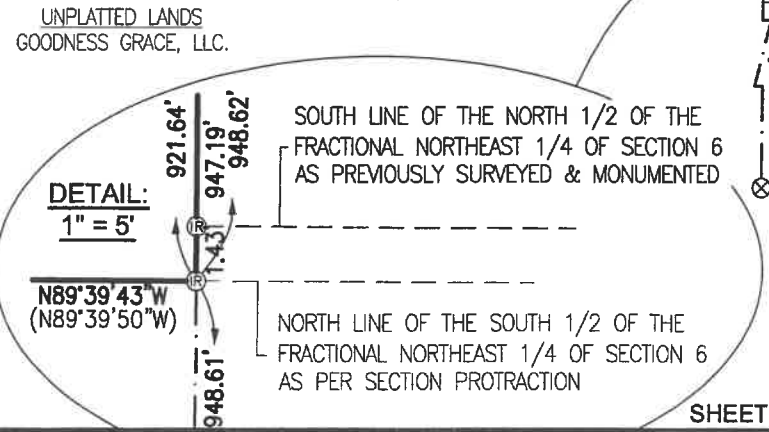 UNPLATTED LANDS
GOODNESS GRACE, LLC.
921.64'
947.19'
948.62'
SOUTH LINE OF THE NORTH 1/2 OF THE
FRACTIONAL NORTHEAST 1/4 OF SECTION 6
AS PREVIOUSLY SURVEYED & MONUMENTED
DETAIL:
1" = 5'
IR
1.43'
IR
N89°39'43"W
(N89°39'50"W)
NORTH LINE OF THE SOUTH 1/2 OF THE
FRACTIONAL NORTHEAST 1/4 OF SECTION 6
AS PER SECTION PROTRACTION
948.61'
SHEET